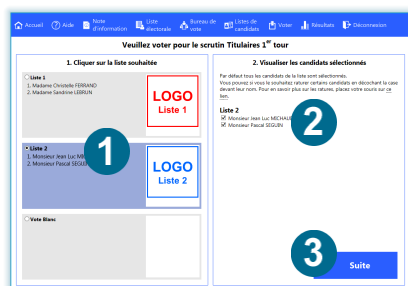 Accueil
Aide
Note d'information
Liste électorale
Bureau de vote
Listes de candidats
Voter
Résultats
Déconnexion
Veuillez voter pour le scrutin Titulaires 1er tour
1. Cliquer sur la liste souhaitée
Liste 1
1. Madame Christelle FERRAND
2. Madame Sandrine LEBRUN
LOGO
Liste 1
Liste 2
1. Monsieur Jean Luc
2. Monsieur Pascal
LOGO
Liste 2
1
Vote Blanc
2. Visualiser les candidats sélectionnés
Par défaut tous les candidats de la liste sont sélectionnés.
Vous pouvez si vous le souhaitez raturer certains candidats en décochant la case
devant leur nom. Pour en savoir plus sur les ratures, placez votre souris sur ce
lien.
Liste 2
Monsieur Jean Luc
Monsieur Pascal SEGUIN
2
3
Suite